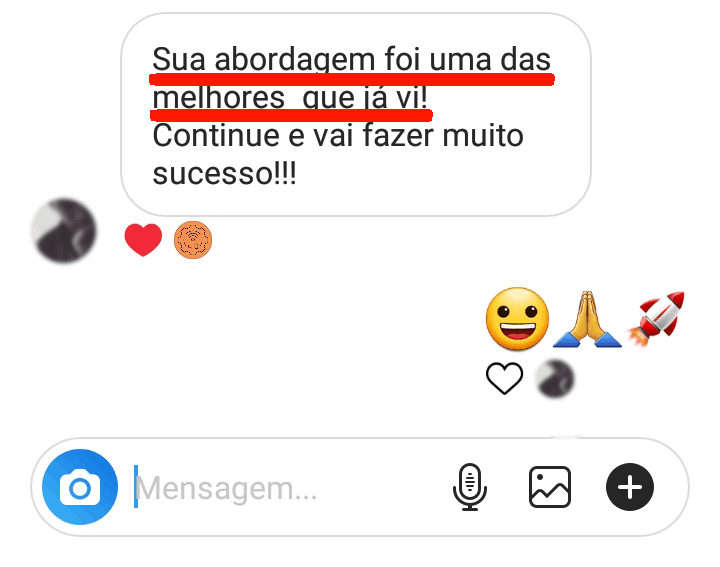 Sua abordagem foi uma das
melhores que já vi!
Continue e vai fazer muito
sucesso!!!
Mensagem...